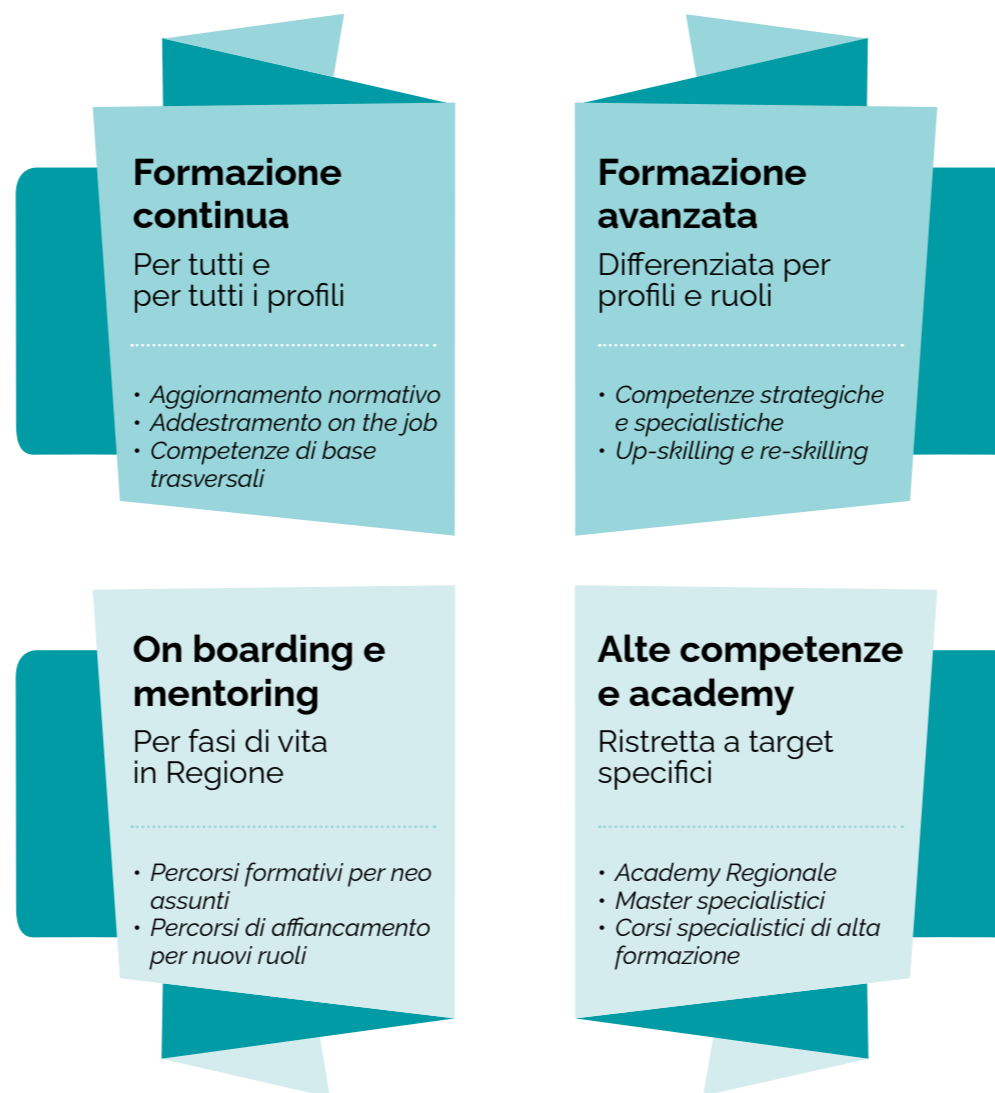 Formazione
continua
Per tutti e
per tutti i profili
• Aggiornamento normativo
• Addestramento on the job
• Competenze di base
trasversali
Formazione
avanzata
Differenziata per
profili e ruoli
• Competenze strategiche
e specialistiche
• Up-skilling e re-skilling
On boarding e
mentoring
Per fasi di vita
in Regione
• Percorsi formativi per neo
assunti
• Percorsi di affiancamento
per nuovi ruoli
Alte competenze
e academy
Ristretta a target
specifici
• Academy Regionale
• Master specialistici
• Corsi specialistici di alta
formazione